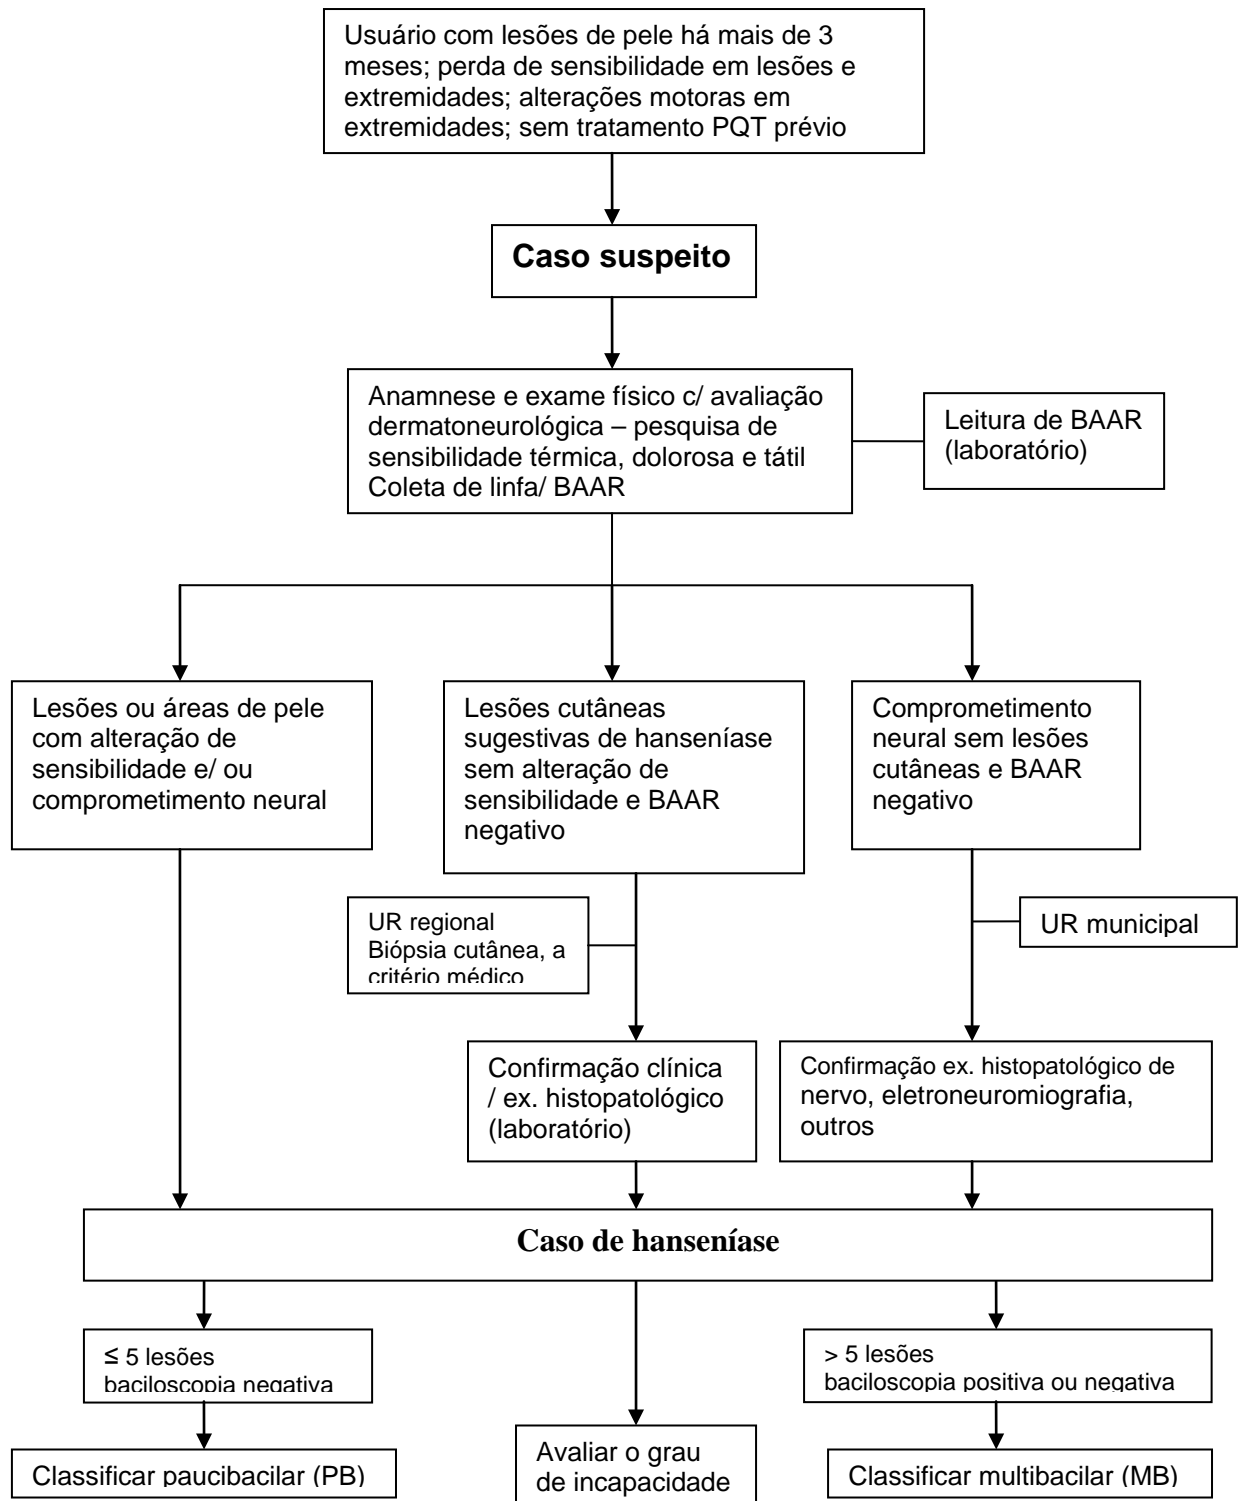 Usuário com lesões de pele há mais de 3
meses; perda de sensibilidade em lesões e
extremidades; alterações motoras em
extremidades; sem tratamento PQT prévio
Caso suspeito
Anamnese e exame físico c/ avaliação
dermatoneurológica – pesquisa de
sensibilidade térmica, dolorosa e tátil
Coleta de linfa/ BAAR
Leitura de BAAR
(laboratório)
Lesões ou áreas de pele
com alteração de
sensibilidade e/ ou
comprometimento neural
Lesões cutâneas
sugestivas de hanseníase
sem alteração de
sensibilidade e BAAR
negativo
Comprometimento
neural sem lesões
cutâneas e BAAR
negativo
UR regional
Biópsia cutânea, a
critério médico
UR municipal
Confirmação clínica
/ ex. histopatológico
(laboratório)
Confirmação ex. histopatológico de
nervo, eletroneuromiografia,
outros
Caso de hanseníase
≤ 5 lesões
baciloscopia negativa
> 5 lesões
baciloscopia positiva ou negativa
Classificar paucibacilar (PB)
Avaliar o grau
de incapacidade
Classificar multibacilar (MB)